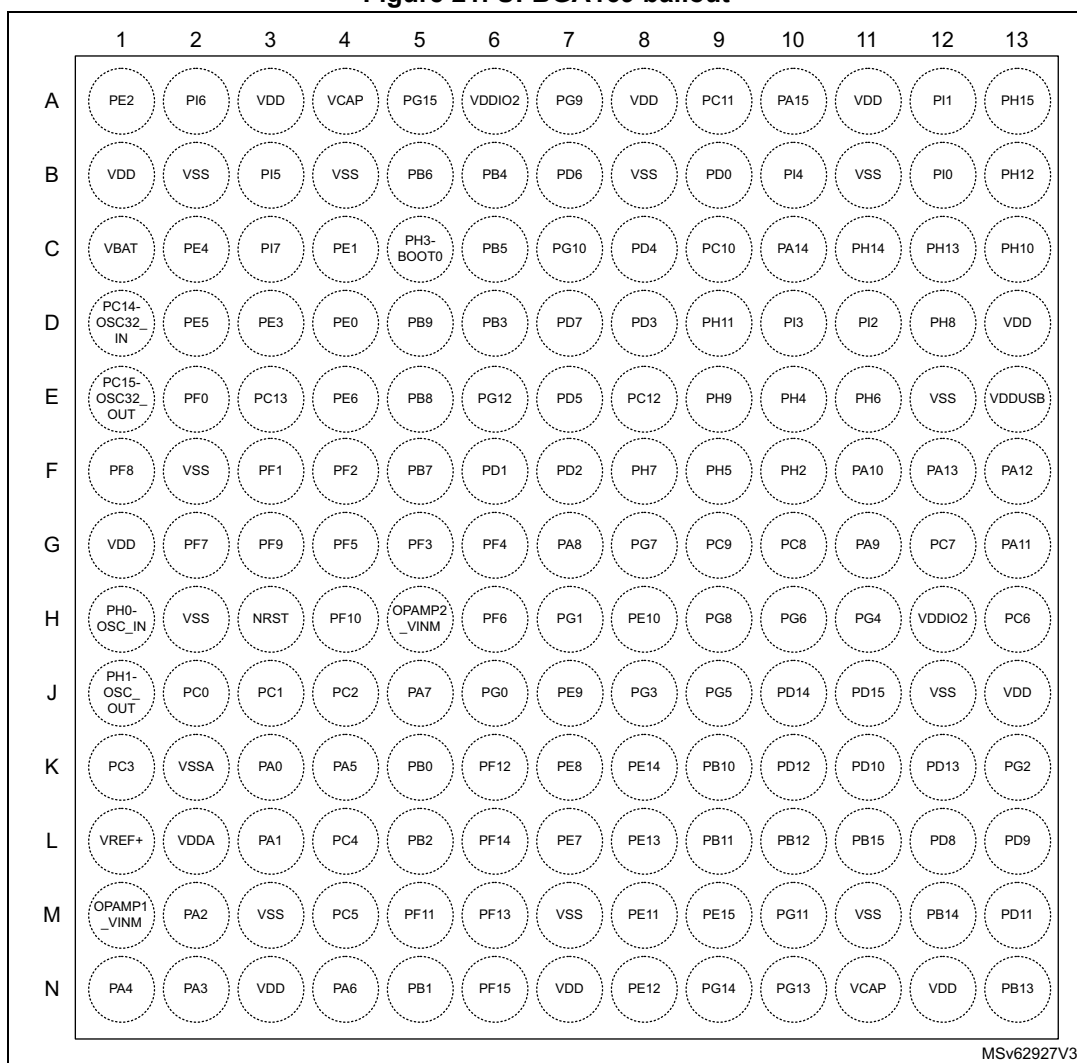 1 2 3 4 5 6 7 8 9 10 11 12 13
A PE2 PI6 VDD VCAP PG15 VDDIO2 PG9 VDD PC11 PA15 VDD PI1 PH15
B VDD VSS PI5 VSS PB6 PB4 PD6 VSS PD0 PI4 VSS PI0 PH12
C VBAT PE4 PI7 PE1 PH3-BOOT0 PB5 PG10 PD4 PC10 PA14 PH14 PH13 PH10
D PC14-OSC32_IN PE5 PE3 PE0 PB9 PB3 PD7 PD3 PH11 PI3 PI2 PH8 VDD
E PC15-OSC32_OUT PF0 PC13 PE6 PB8 PG12 PD5 PC12 PH9 PH4 PH6 VSS VDDUSB
F PF8 VSS PF1 PF2 PB7 PD1 PD2 PH7 PH5 PH2 PA10 PA13 PA12
G VDD PF7 PF9 PF5 PF3 PF4 PA8 PG7 PC9 PC8 PA9 PC7 PA11
H PH0-OSC_IN VSS NRST PF10 OPAMP2_VINM PF6 PG1 PE10 PG8 PG6 PG4 VDDIO2 PC6
J PH1-OSC_OUT PC0 PC1 PC2 PA7 PG0 PE9 PG3 PG5 PD14 PD15 VSS VDD
K PC3 VSSA PA0 PA5 PB0 PF12 PE8 PE14 PB10 PD12 PD10 PD13 PG2
L VREF+ VDDA PA1 PC4 PB2 PF14 PE7 PE13 PB11 PB12 PB15 PD8 PD9
M OPAMP1_VINM PA2 VSS PC5 PF11 PF13 VSS PE11 PE15 PG11 VSS PB14 PD11
N PA4 PA3 VDD PA6 PB1 PF15 VDD PE12 PG14 PG13 VCAP VDD PB13
MSv62927V3